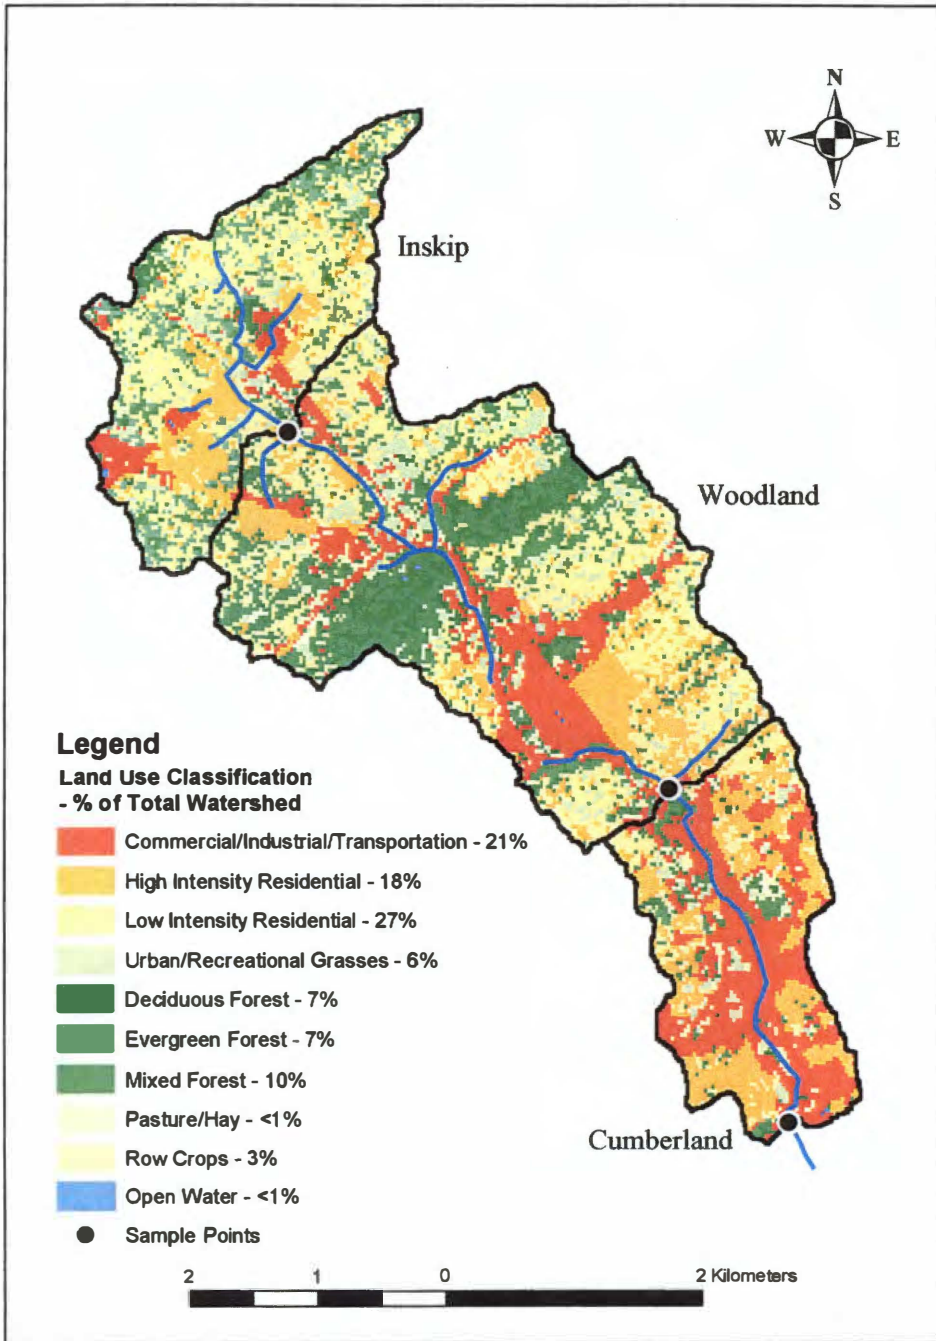 N
W E
S
Inskip
Woodland
Legend
Land Use Classification
- % of Total Watershed
Commercial/Industrial/Transportation - 21%
High Intensity Residential - 18%
Low Intensity Residential - 27%
Urban/Recreational Grasses - 6%
Deciduous Forest - 7%
Evergreen Forest - 7%
Mixed Forest - 10%
Pasture/Hay - <1%
Row Crops - 3%
Open Water - <1%
Sample Points
Cumberland
2 1 0 2 Kilometers